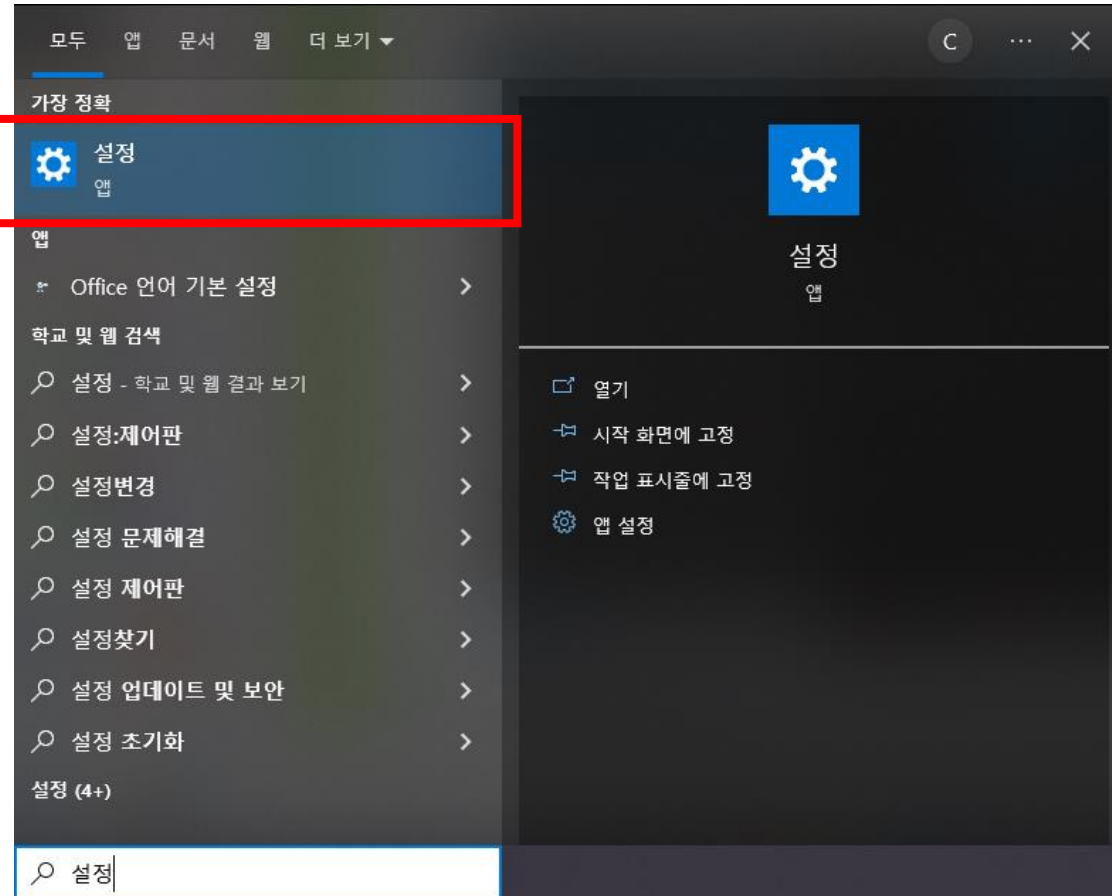 모두 앱 문서 웹 더 보기
C ... ×
가장 정확
설정
앱
앱
Office 언어 기본 설정
학교 및 웹 검색
설정 - 학교 및 웹 결과 보기
설정:제어판
설정변경
설정 문제해결
설정 제어판
설정찾기
설정 업데이트 및 보안
설정 초기화
설정 (4+)
설정
설정
앱
열기
시작 화면에 고정
작업 표시줄에 고정
앱 설정